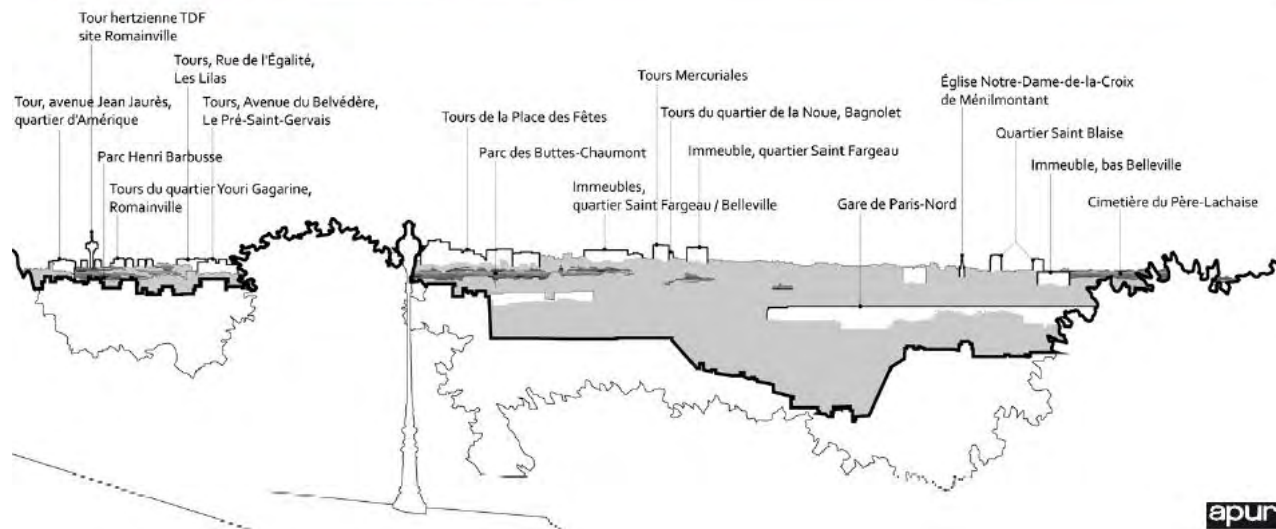 Tour hertzienne TDF
site Romainville
Tours, Rue de l'Égalité,
Les Lilas
Tour, avenue Jean Jaurès,
quartier d'Amérique
Tours, Avenue du Belvédère,
Le Pré-Saint-Gervais
Parc Henri Barbusse
Tours du quartier Youri Gagarine,
Romainville
Tours de la Place des Fêtes
Parc des Buttes-Chaumont
Immeubles,
quartier Saint Fargeau / Belleville
Tours Mercuriales
Tours du quartier de la Noue, Bagnolet
Immeuble, quartier Saint Fargeau
Gare de Paris-Nord
Église Notre-Dame-de-la-Croix
de Ménilmontant
Quartier Saint Blaise
Immeuble, bas Belleville
Cimetière du Père-Lachaise
apur